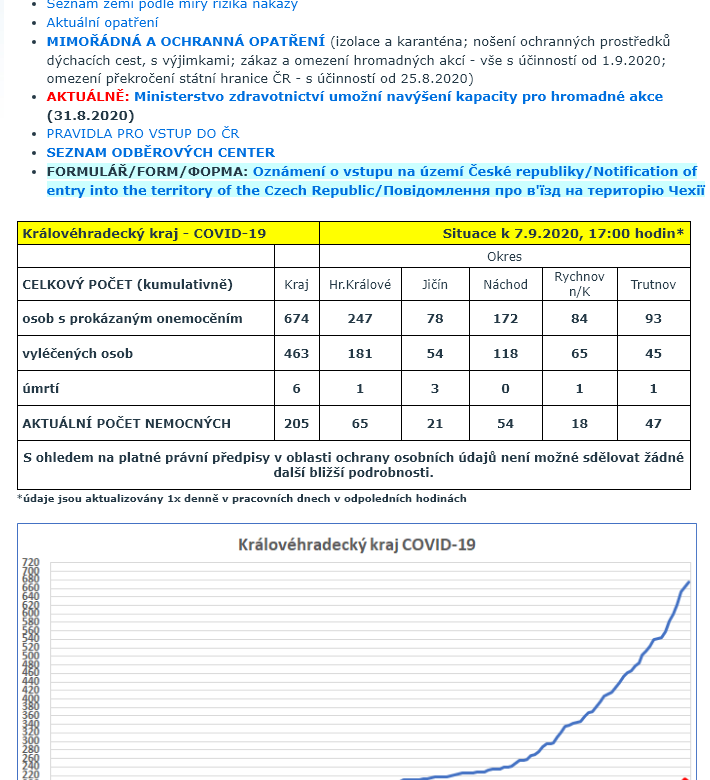 Seznam zemí podle míry rizika nákazy
Aktuální opatření
MIMOŘÁDNÁ A OCHRANNÁ OPATŘENÍ (izolace a karanténa; nošení ochranných prostředků
dýchacích cest, s výjimkami; zákaz a omezení hromadných akcí - vše s účinností od 1.9.2020;
omezení překročení státní hranice ČR - s účinností od 25.8.2020)
AKTUÁLNĚ: Ministerstvo zdravotnictví umožní navýšení kapacity pro hromadné akce
(31.8.2020)
PRAVIDLA PRO VSTUP DO ČR
SEZNAM ODBĚROVÝCH CENTER
FORMULÁŘ/FORM/ФОРМА: Oznámení o vstupu na území České republiky/Notification of
entry into the territory of the Czech Republic/Повідомлення про в'їзд на територію Чехії
Královéhradecký kraj - COVID-19 Situace k 7.9.2020, 17:00 hodin*
Okres
CELKOVÝ POČET (kumulativně) Kraj Hr.Králové Jičín Náchod Rychnov n/K Trutnov
osob s prokázaným onemocěním 674 247 78 172 84 93
vyléčených osob 463 181 54 118 65 45
úmrtí 6 1 3 0 1 1
AKTUÁLNÍ POČET NEMOCNÝCH 205 65 21 54 18 47
S ohledem na platné právní předpisy v oblasti ochrany osobních údajů není možné sdělovat žádné
další bližší podrobnosti.
*údaje jsou aktualizovány 1x denně v pracovních dnech v odpoledních hodinách
Královéhradecký kraj COVID-19
720
700
680
660
640
620
600
580
560
540
520
500
480
460
440
420
400
380
360
340
320
300
280
260
240
220